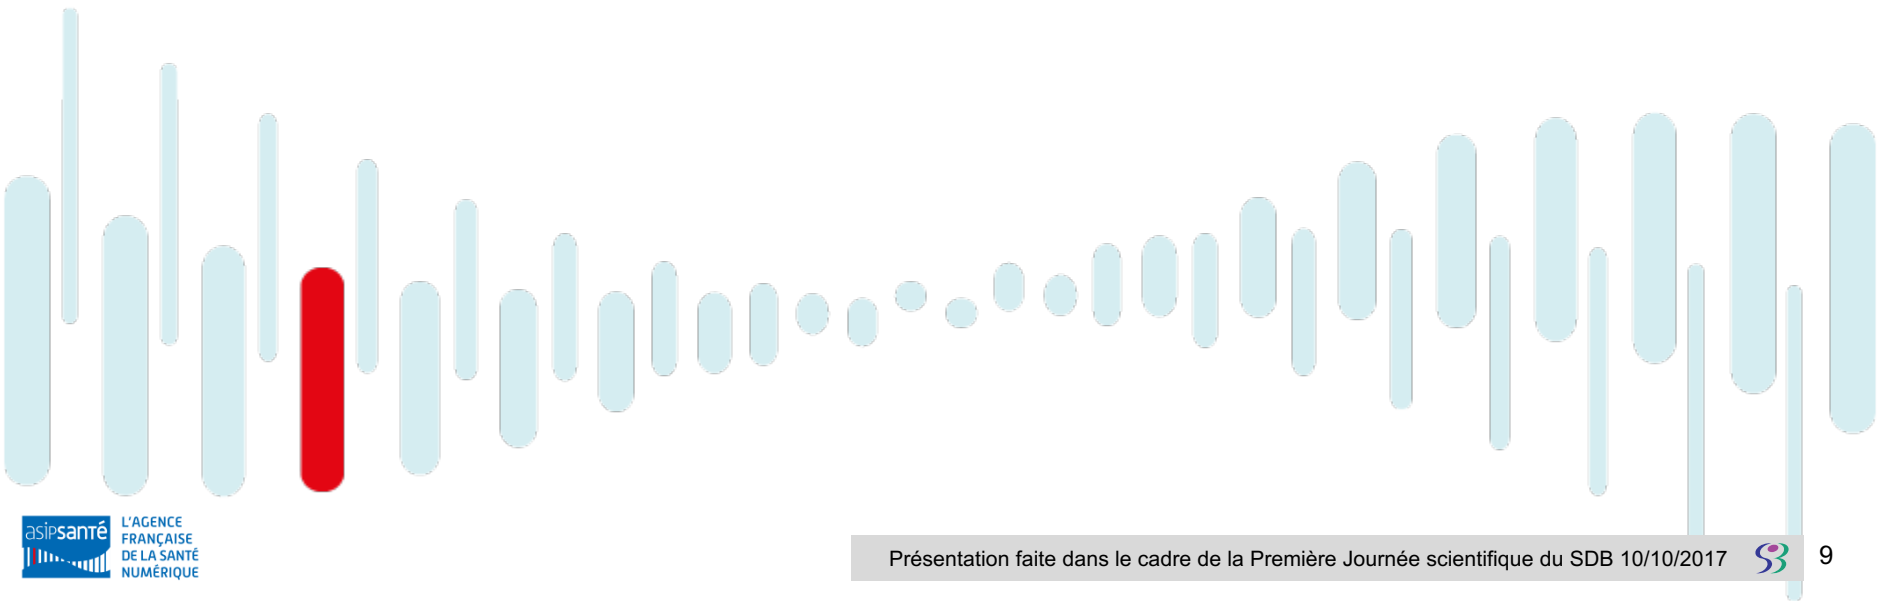 asipsanté
L'AGENCE
FRANÇAISE
DE LA SANTÉ
NUMÉRIQUE
Présentation faite dans le cadre de la Première Journée scientifique du SDB 10/10/2017
9